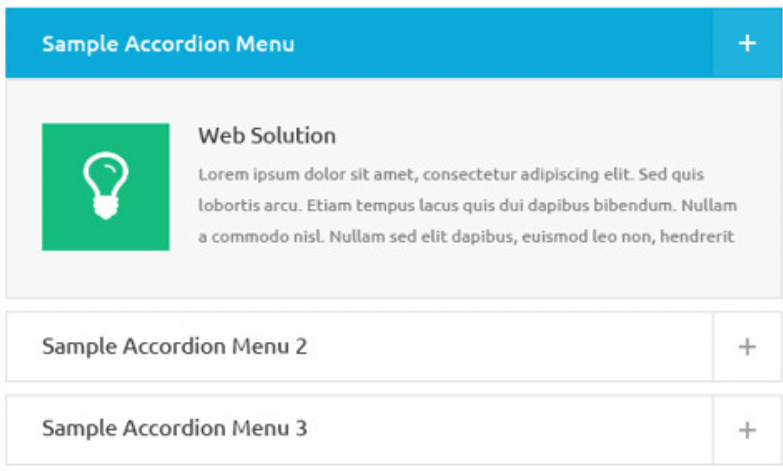 Sample Accordion Menu +
Web Solution
Lorem ipsum dolor sit amet, consectetur adipiscing elit. Sed quis
lobortis arcu. Etiam tempus lacus quis dui dapibus bibendum. Nullam
a commodo nisl. Nullam sed elit dapibus, euismod leo non, hendrerit
Sample Accordion Menu 2 +
Sample Accordion Menu 3 +